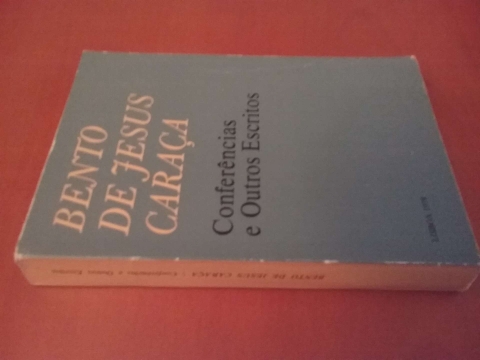 BENTO
DE JESUS
CARAÇA
Conferências
e Outros Escritos
BENTO DE JESUS CARAÇA - Conferências e Outros Escritos